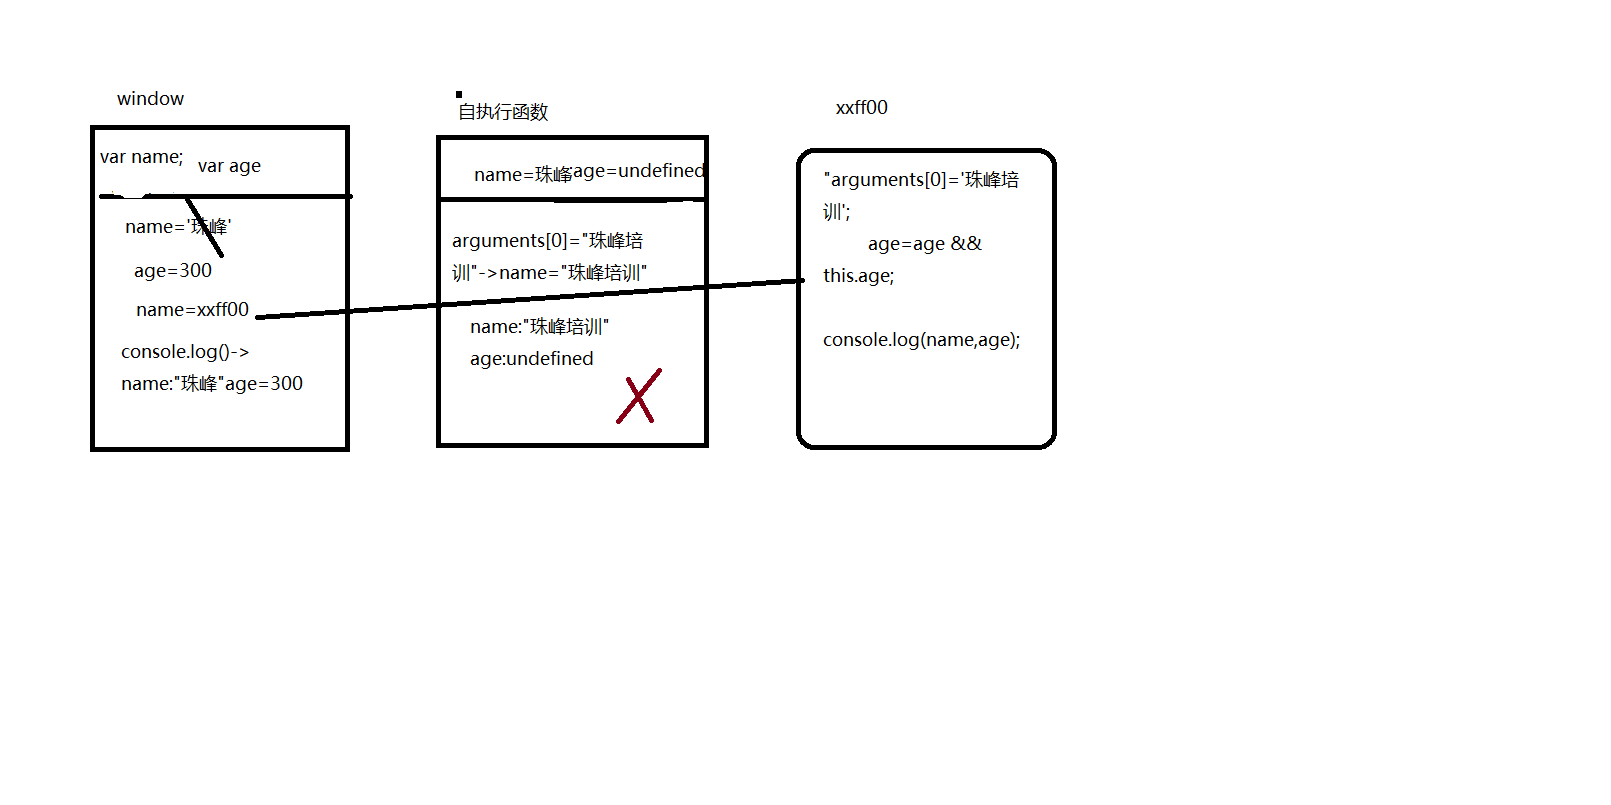 window
var name;
var age
name='珠峰'
age=300
name=xxff00
console.log()->
name:"珠峰"age=300
自执行函数
name=珠峰
age=undefined
arguments[0]="珠峰培
训"->name="珠峰培训"
name:"珠峰培训"
age:undefined
xxff00
"arguments[0]='珠峰培
训';
age=age &&
this.age;
console.log(name,age);